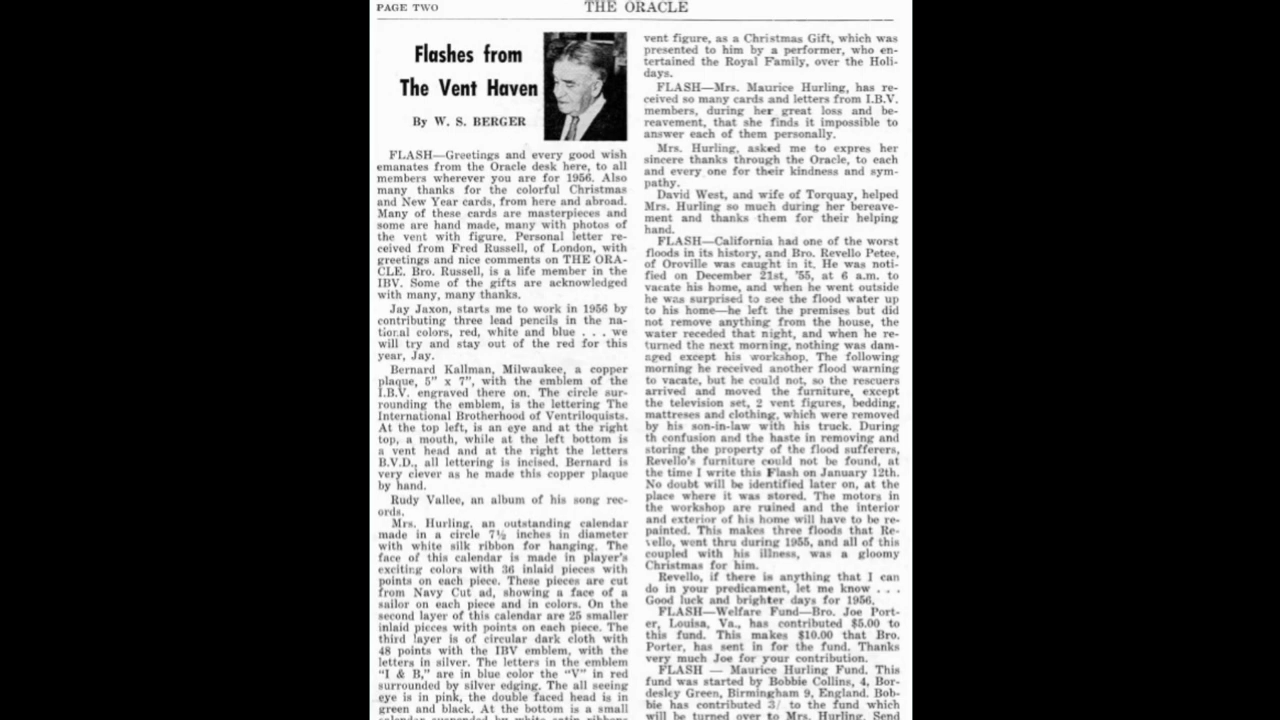 PAGE TWO
THE ORACLE
Flashes from
The Vent Haven
By W. S. BERGER
FLASH—Greetings and every good wish
emanates from the Oracle desk here, to all
members wherever you are for 1956. Also
many thanks for the colorful Christmas
and New Year cards, from here and abroad.
Many of these cards are masterpieces and
some are hand made, many with photos of
the vent with figure. Personal letter re-
ceived from Fred Russell, of London, with
greetings and nice comments on THE ORA-
CLE. Bro. Russell, is a life member in the
IBV. Some of the gifts are acknowledged
with many, many thanks.
Jay Jaxon, starts me to work in 1956 by
contributing three lead pencils in the na-
tional colors, red, white and blue . . . we
will try and stay out of the red for this
year, Jay.
Bernard Kallman, Milwaukee, a copper
plaque, 5" x 7", with the emblem of the
I.B.V. engraved there on. The circle sur-
rounding the emblem, is the lettering The
International Brotherhood of Ventriloquists.
At the top left, is an eye and at the right
top, a mouth, while at the left bottom is
a vent head and at the right the letters
B.V.D., all lettering is incised. Bernard is
very clever as he made this copper plaque
by hand.
Rudy Vallee, an album of his song rec-
ords.
Mrs. Hurling, an outstanding calendar
made in a circle 7½ inches in diameter
with white silk ribbon for hanging. The
face of this calendar is made in player's
exciting colors with 36 inlaid pieces with
points on each piece. These pieces are cut
from Navy Cut ad, showing a face of a
sailor on each piece and in colors. On the
second layer of this calendar are 25 smaller
inlaid pieces with points on each piece. The
third layer is of circular dark cloth with
48 points with the IBV emblem, with the
letters in silver. The letters in the emblem
"I & B," are in blue color the "V" in red
surrounded by silver edging. The all seeing
eye is in pink, the double faced head is in
green and black. At the bottom is a small
calendar suspended by white satin ribbons
vent figure, as a Christmas Gift, which was
presented to him by a performer, who en-
tertained the Royal Family, over the Holi-
days.
FLASH—Mrs. Maurice Hurling, has re-
ceived so many cards and letters from I.B.V.
members, during her great loss and be-
reavement, that she finds it impossible to
answer each of them personally.
Mrs. Hurling, asked me to expres her
sincere thanks through the Oracle, to each
and every one for their kindness and sym-
pathy.
David West, and wife of Torquay, helped
Mrs. Hurling so much during her bereave-
ment and thanks them for their helping
hand.
FLASH—California had one of the worst
floods in its history, and Bro. Revello Petee,
of Oroville was caught in it. He was noti-
fied on December 21st, '55, at 6 a.m. to
vacate his home, and when he went outside
he was surprised to see the flood water up
to his home—he left the premises but did
not remove anything from the house, the
water receded that night, and when he re-
turned the next morning, nothing was dam-
aged except his workshop. The following
morning he received another flood warning
to vacate, but he could not, so the rescuers
arrived and moved the furniture, except
the television set, 2 vent figures, bedding,
mattreses and clothing, which were removed
by his son-in-law with his truck. During
th confusion and the haste in removing and
storing the property of the flood sufferers,
Revello's furniture could not be found, at
the time I write this Flash on January 12th.
No doubt will be identified later on, at the
place where it was stored. The motors in
the workshop are ruined and the interior
and exterior of his home will have to be re-
painted. This makes three floods that Re-
vello, went thru during 1955, and all of this
coupled with his illness, was a gloomy
Christmas for him.
Revello, if there is anything that I can
do in your predicament, let me know . . .
Good luck and brighter days for 1956.
FLASH—Welfare Fund—Bro. Joe Port-
er, Louisa, Va., has contributed $5.00 to
this fund. This makes $10.00 that Bro.
Porter, has sent in for the fund. Thanks
very much Joe for your contribution.
FLASH — Maurice Hurling Fund. This
fund was started by Bobbie Collins, 4, Bor-
desley Green, Birmingham 9, England. Bob-
bie has contributed 3/ to the fund which
will be turned over to Mrs. Hurling. Send